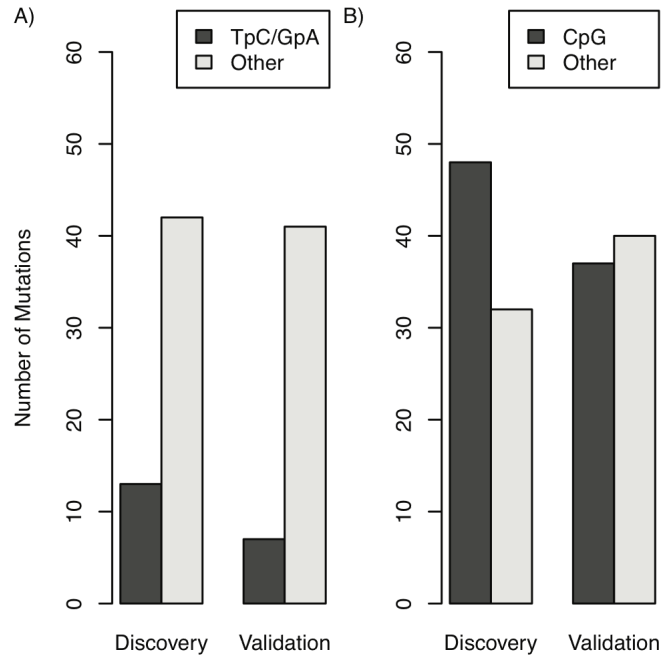 A)
TpC/GpA
Other
Number of Mutations
0
10
20
30
40
50
60
Discovery
Validation
B)
CpG
Other
0
10
20
30
40
50
60
Discovery
Validation